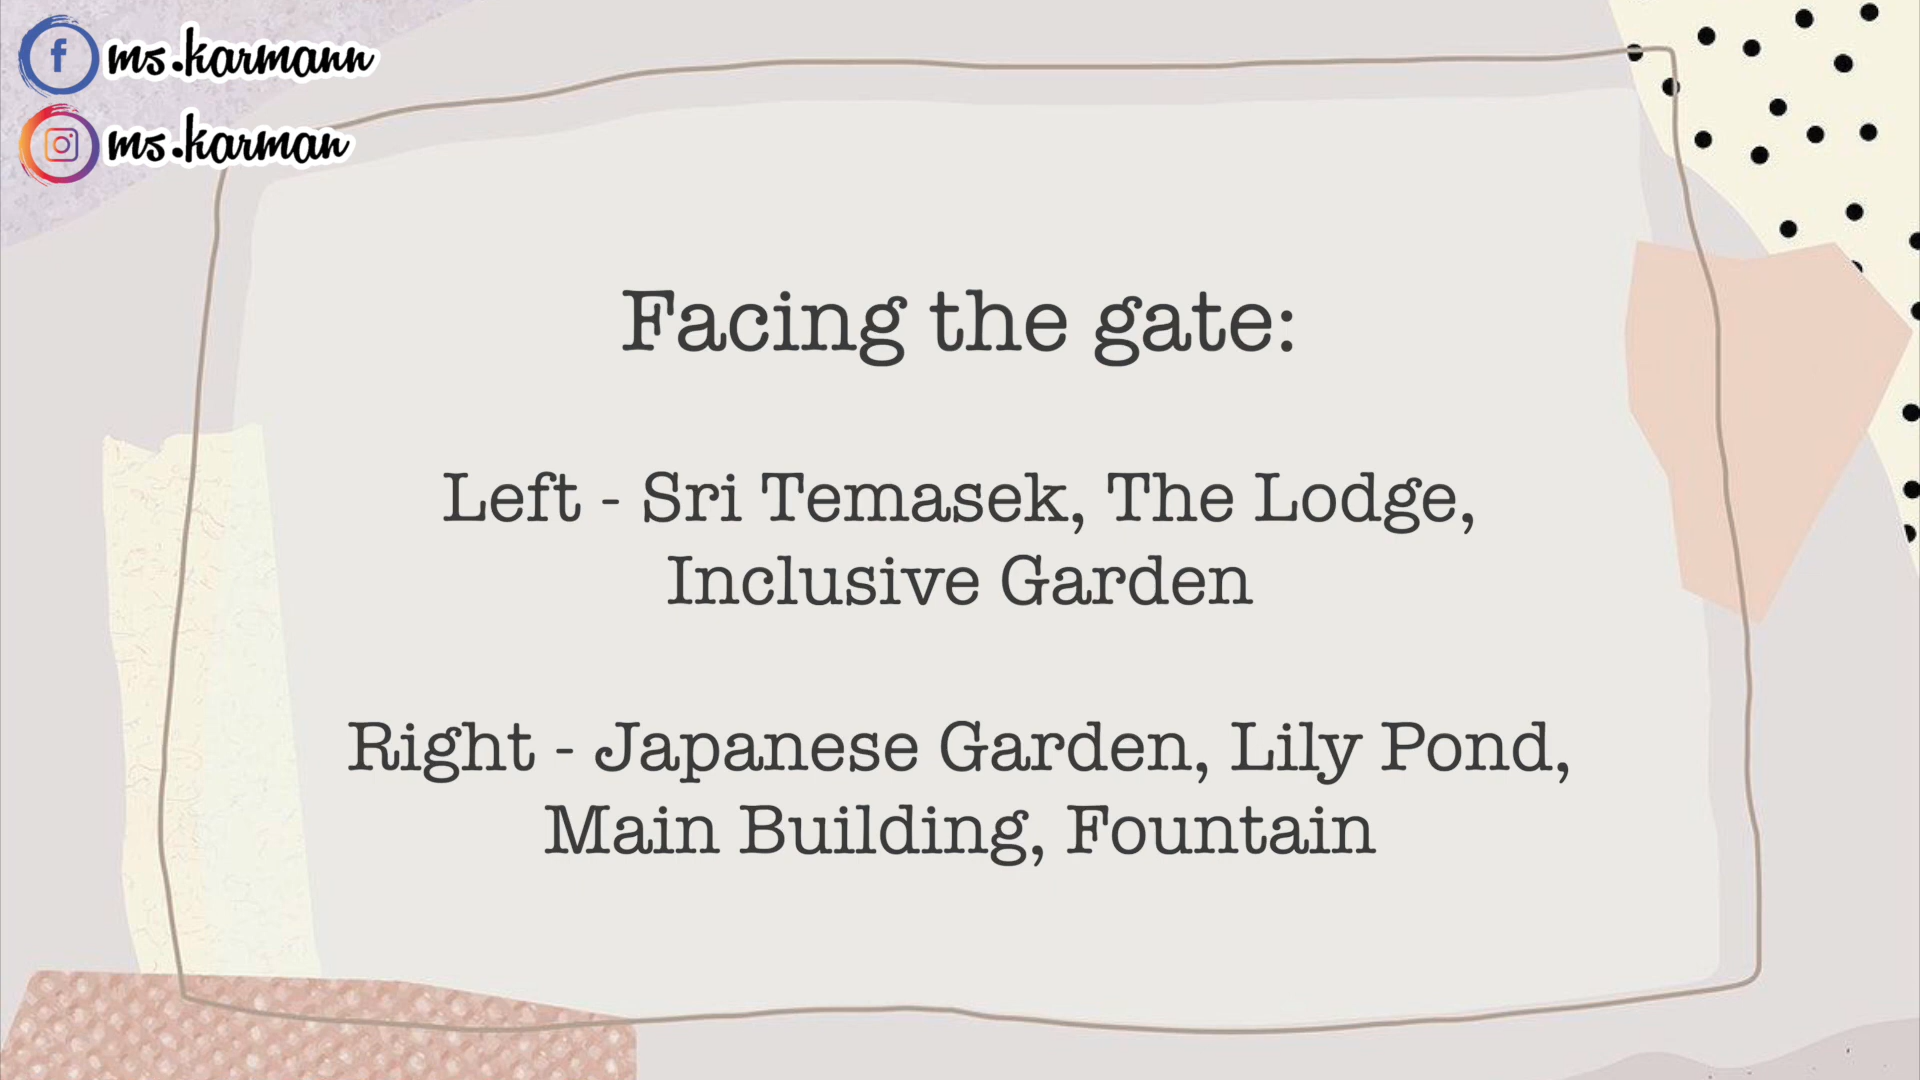 ms.karmann
ms.karman
Facing the gate:
Left - Sri Temasek, The Lodge,
Inclusive Garden
Right - Japanese Garden, Lily Pond,
Main Building, Fountain